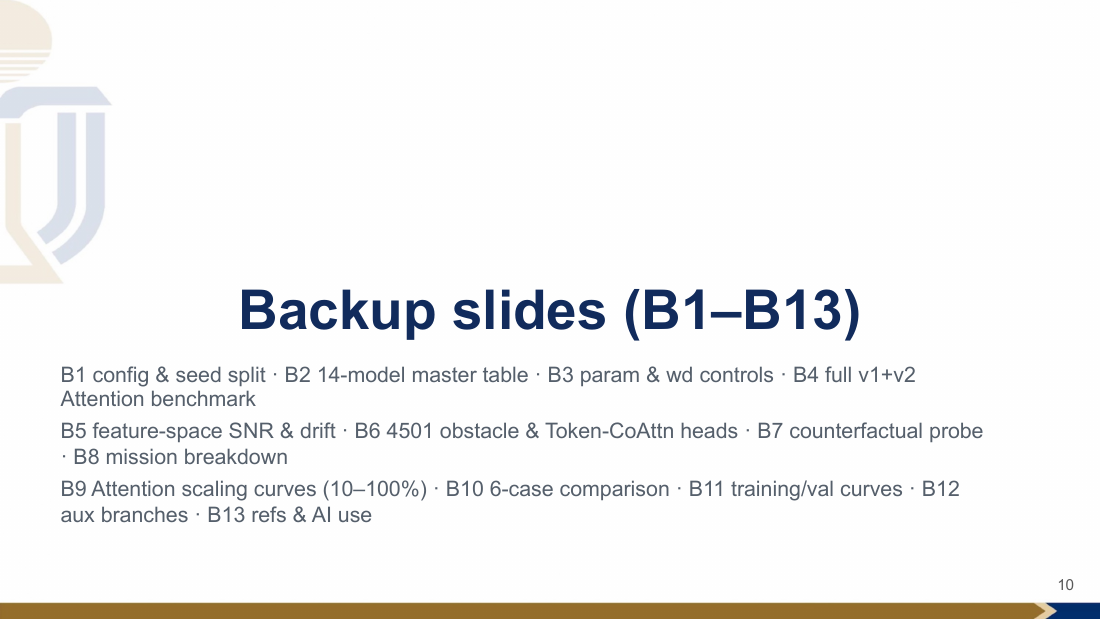 Backup slides (B1–B13)
B1 config & seed split · B2 14-model master table · B3 param & wd controls · B4 full v1+v2
Attention benchmark
B5 feature-space SNR & drift · B6 4501 obstacle & Token-CoAttn heads · B7 counterfactual probe
· B8 mission breakdown
B9 Attention scaling curves (10–100%) · B10 6-case comparison · B11 training/val curves · B12
aux branches · B13 refs & AI use
10